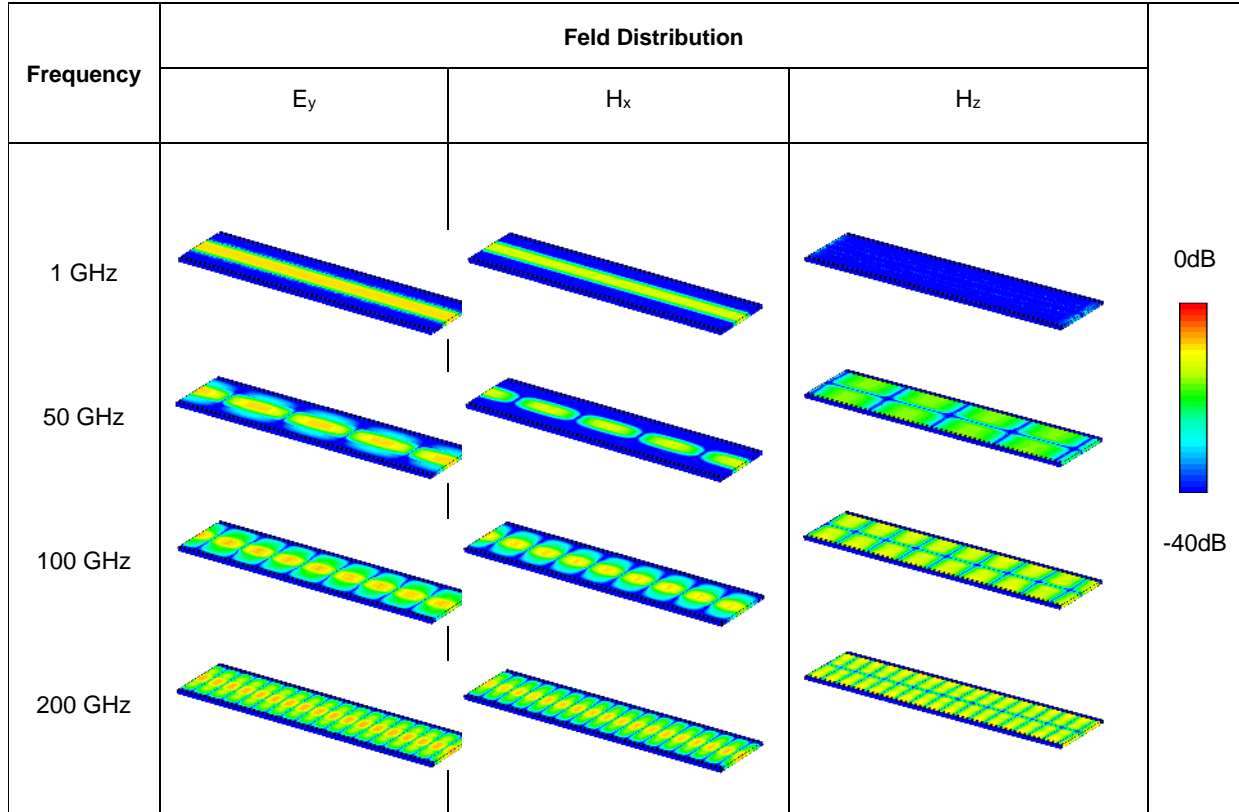 Frequency
Feld Distribution
Ey
Hx
Hz
1 GHz
50 GHz
100 GHz
200 GHz
0dB
-40dB